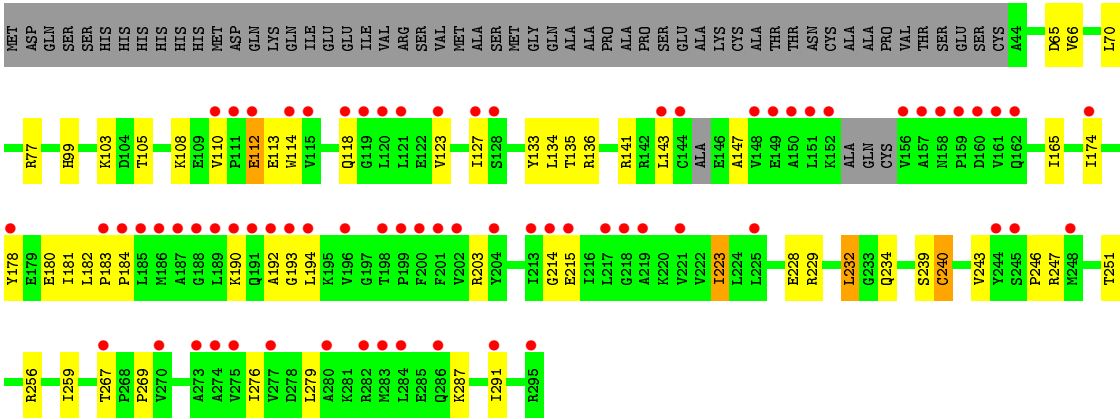 MET ASP GLN SER SER HIS HIS HIS HIS HIS HIS MET ASP GLN LYS GLN ILE GLU GLU ILE VAL ARG SER VAL MET ALA SER MET GLY GLN ALA ALA PRO ALA PRO SER GLU ALA LYS CYS ALA THR THR ASN CYS ALA ALA PRO VAL THR SER GLU SER CYS A44 D65 V66 I70
R77 H99 K103 D104 T105 K108 E109 V110 P111 E112 E113 W114 V115 Q118 G119 L120 L121 E122 V123 I127 S128 Y133 L134 T135 R136 R141 R142 L143 C144 ALA E146 A147 V148 E149 A150 L151 K152 ALA GLN CYS V156 A157 N158 P159 D160 V161 Q162 I165 I174
Y178 E179 E180 I181 L182 P183 P184 L185 M186 A187 G188 L189 K190 Q191 A192 G193 L194 K195 V196 G197 T198 P199 F200 F201 V202 R203 Y204 I213 G214 E215 I216 L217 G218 A219 K220 V221 V222 I223 L224 L225 E228 R229 L232 G233 Q234 S239 C240 V243 Y244 S245 P246 R247 M248 T251
R256 I259 T267 P268 P269 V270 A273 A274 V275 I276 V277 D278 L279 A280 K281 R282 M283 L284 E285 Q286 K287 I291 R295